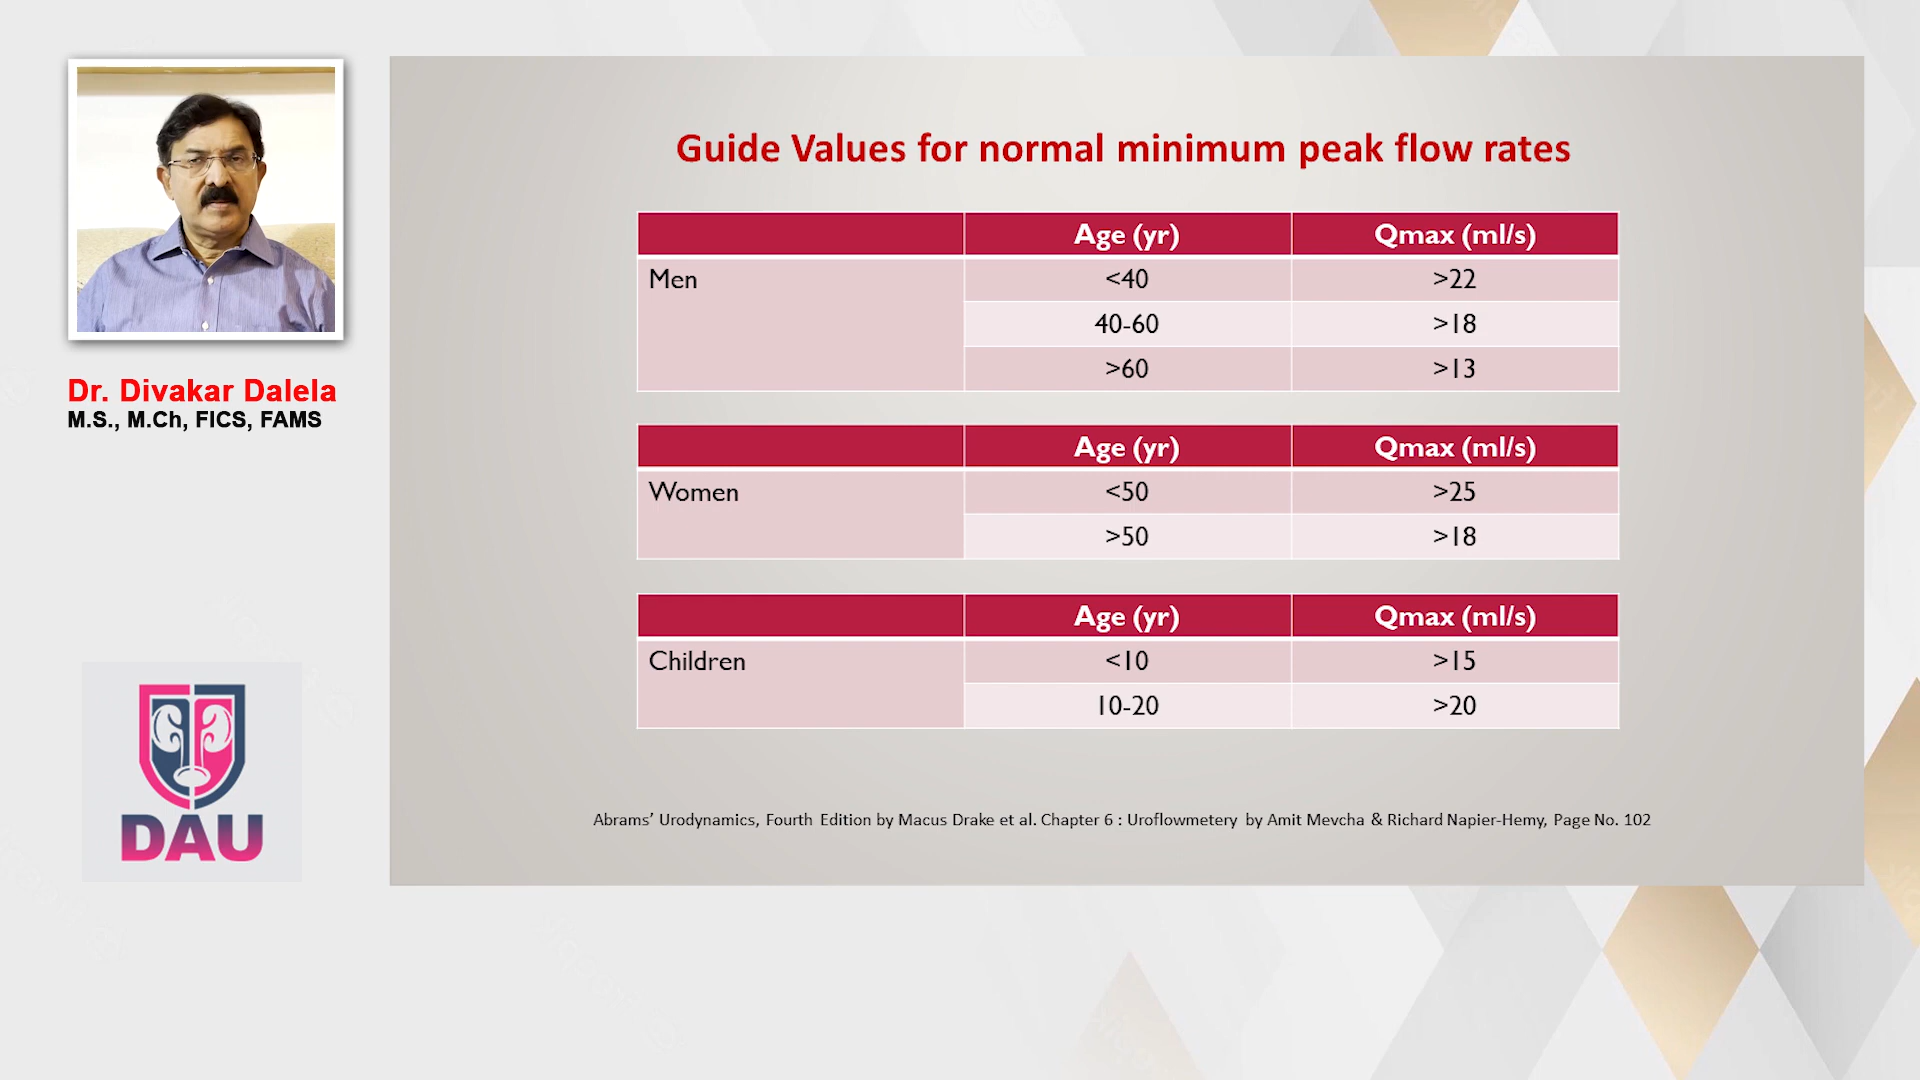 Dr. Divakar Dalela
M.S., M.Ch, FICS, FAMS
DAU
Guide Values for normal minimum peak flow rates
Age (yr) Qmax (ml/s)
Men <40 >22
40-60 >18
>60 >13
Age (yr) Qmax (ml/s)
Women <50 >25
>50 >18
Age (yr) Qmax (ml/s)
Children <10 >15
10-20 >20
Abrams’ Urodynamics, Fourth Edition by Macus Drake et al. Chapter 6 : Uroflowmetery by Amit Mevcha & Richard Napier-Hemy, Page No. 102